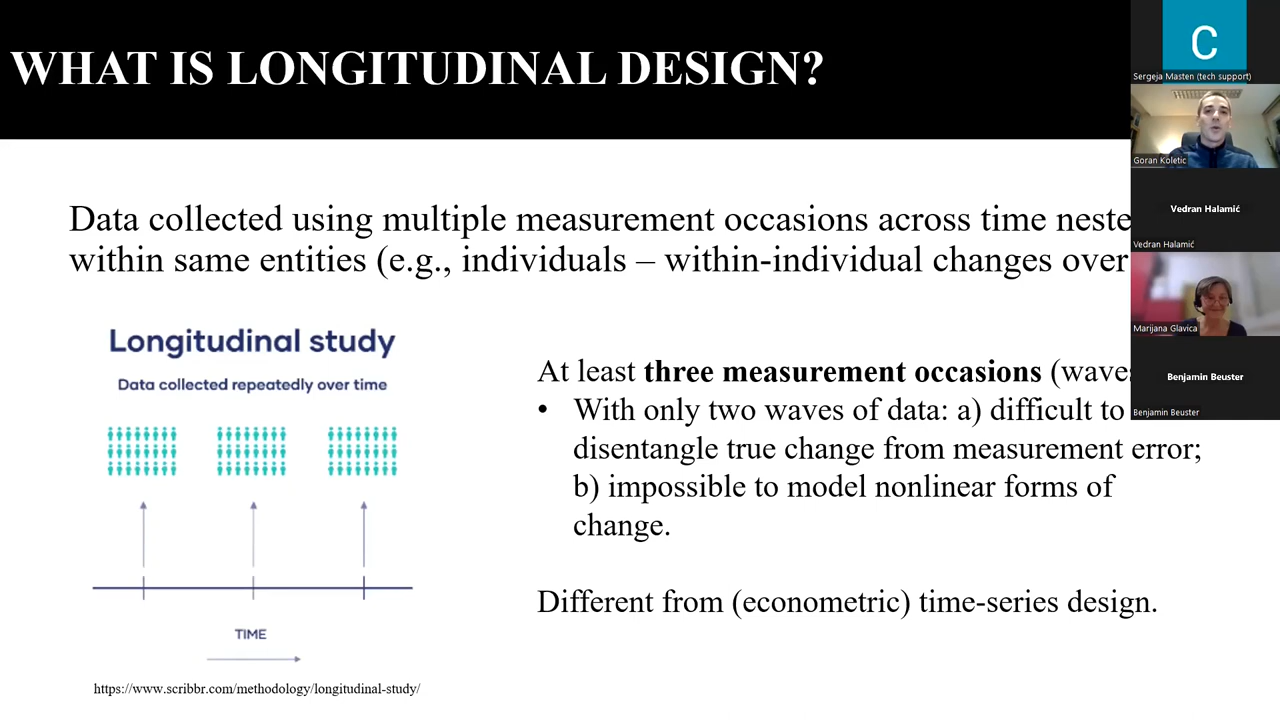 WHAT IS LONGITUDINAL DESIGN?
Data collected using multiple measurement occasions across time
within same entities (e.g., individuals – within-individual changes over
Longitudinal study
Data collected repeatedly over time
TIME
https://www.scribbr.com/methodology/longitudinal-study/
At least three measurement occasions
• With only two waves of data: a) difficult to
disentangle true change from measurement error;
b) impossible to model nonlinear forms of
change.
Different from (econometric) time-series design.
C
Sergeja Masten (tech support)
Goran Koletic
Vedran Halamić
Vedran Halamić
Marijana Glavica
Benjamin Beuster
Benjamin Beuster